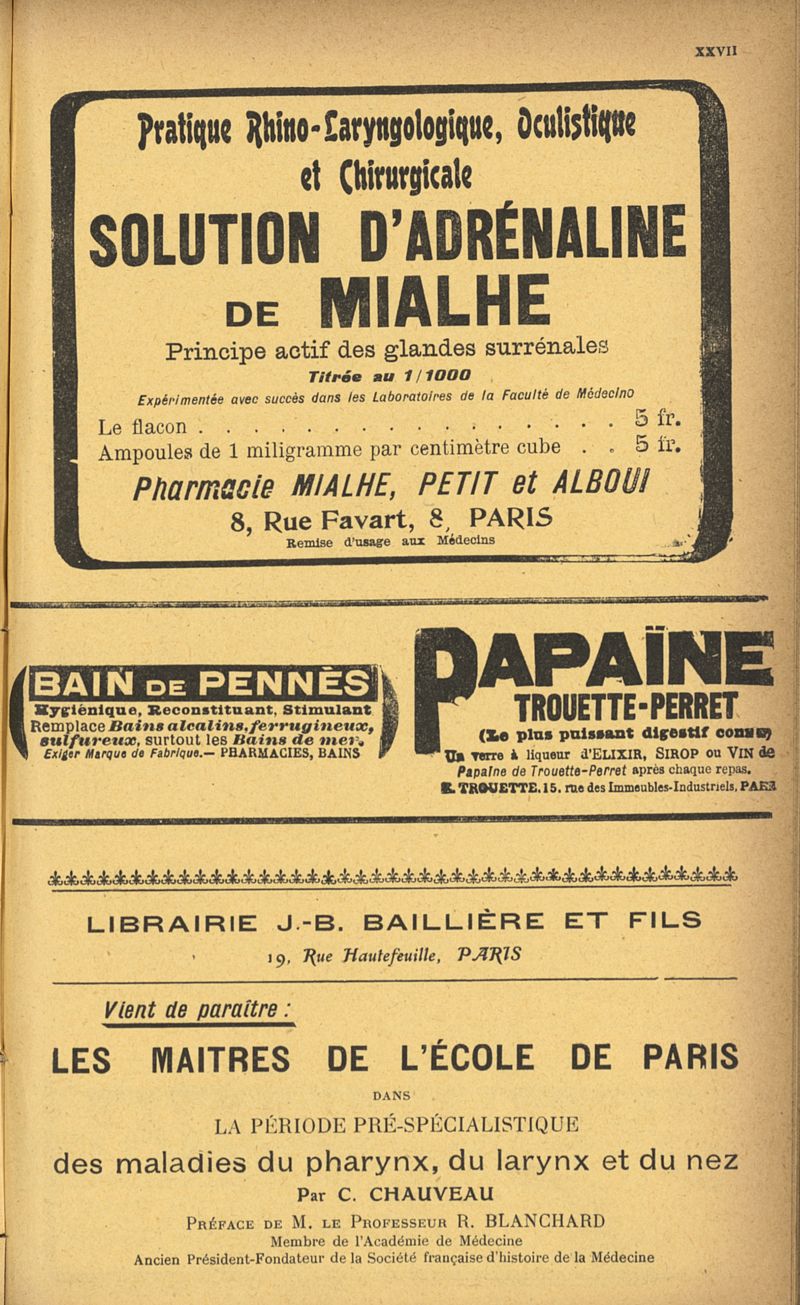 XXVII
Pratique Rhino-Laryngologique, Oculistique
et Chirurgicale
SOLUTION D'ADRÉNALINE
DE MIALHE
Principe actif des glandes surrénales
Titrée au 1/1000
Expérimentée avec succès dans les Laboratoires de la Faculté de Médecine
Le flacon . . . . . . . . . . . . . . . . 5 fr.
Ampoules de 1 miligramme par centimètre cube . . 5 fr.
Pharmacie MIALHE, PETIT et ALBOUI
8, Rue Favart, 8, PARIS
Remise d'usage aux Médecins
BAIN DE PENNÈS
Hygiénique, Reconstituant, Stimulant
Remplace Bains alcalins, ferrugineux,
sulfureux, surtout les Bains de mer.
Exiger Marque de Fabrique. — PHARMACIES, BAINS
PAPAÏNE
TROUETTE-PERRET
(Le plus puissant digestif connu)
Un verre à liqueur d'ELIXIR, SIROP OU VIN de
Papaïne de Trouette-Perret après chaque repas.
E. TROUETTE, 15, rue des Immeubles-Industriels,
LIBRAIRIE J.-B. BAILLIÈRE ET FILS
19, Rue Hautefeuille, PARIS
Vient de paraître :
LES MAITRES DE L'ÉCOLE DE PARIS
DANS
LA PÉRIODE PRÉ-SPÉCIALISTIQUE
des maladies du pharynx, du larynx et du nez
Par C. CHAUVEAU
PRÉFACE DE M. LE PROFESSEUR R. BLANCHARD
Membre de l'Académie de Médecine
Ancien Président-Fondateur de la Société française d'histoire de la Médecine